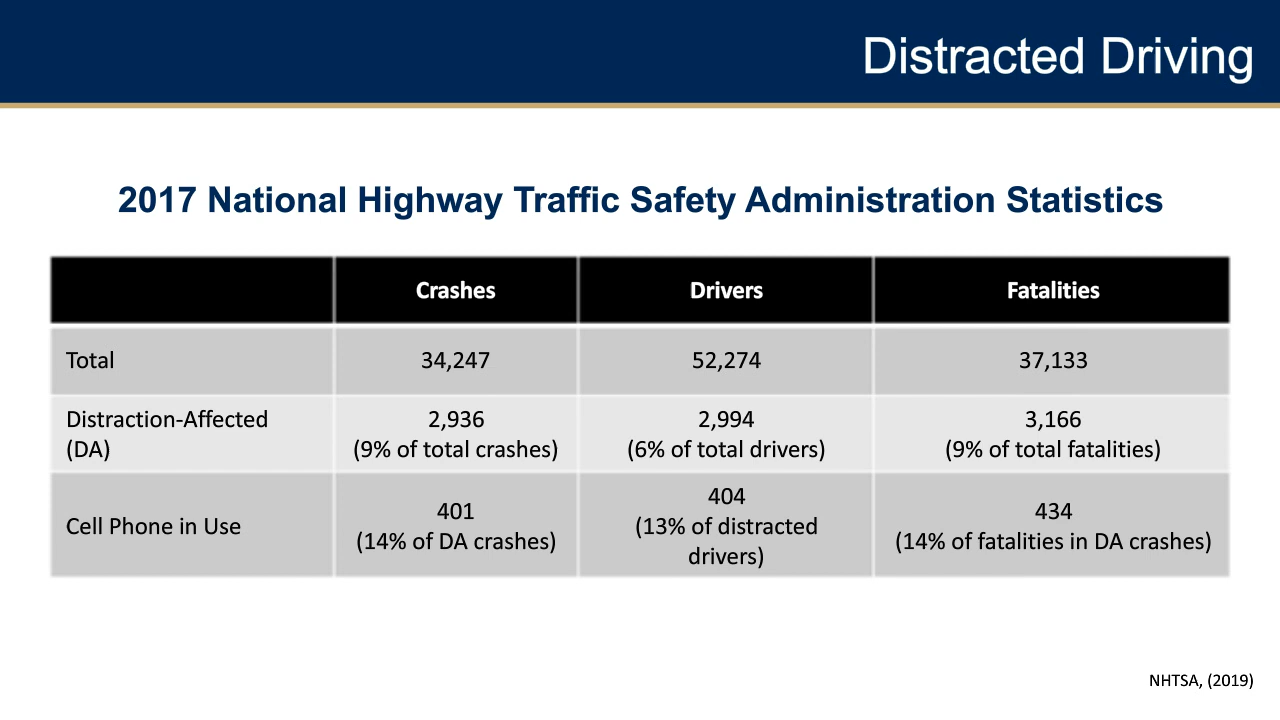 Distracted Driving
2017 National Highway Traffic Safety Administration Statistics
Crashes
Drivers
Fatalities
Total
34,247
52,274
37,133
Distraction-Affected
(DA)
2,936
(9% of total crashes)
2,994
(6% of total drivers)
3,166
(9% of total fatalities)
Cell Phone in Use
401
(14% of DA crashes)
404
(13% of distracted
drivers)
434
(14% of fatalities in DA crashes)
NHTSA, (2019)